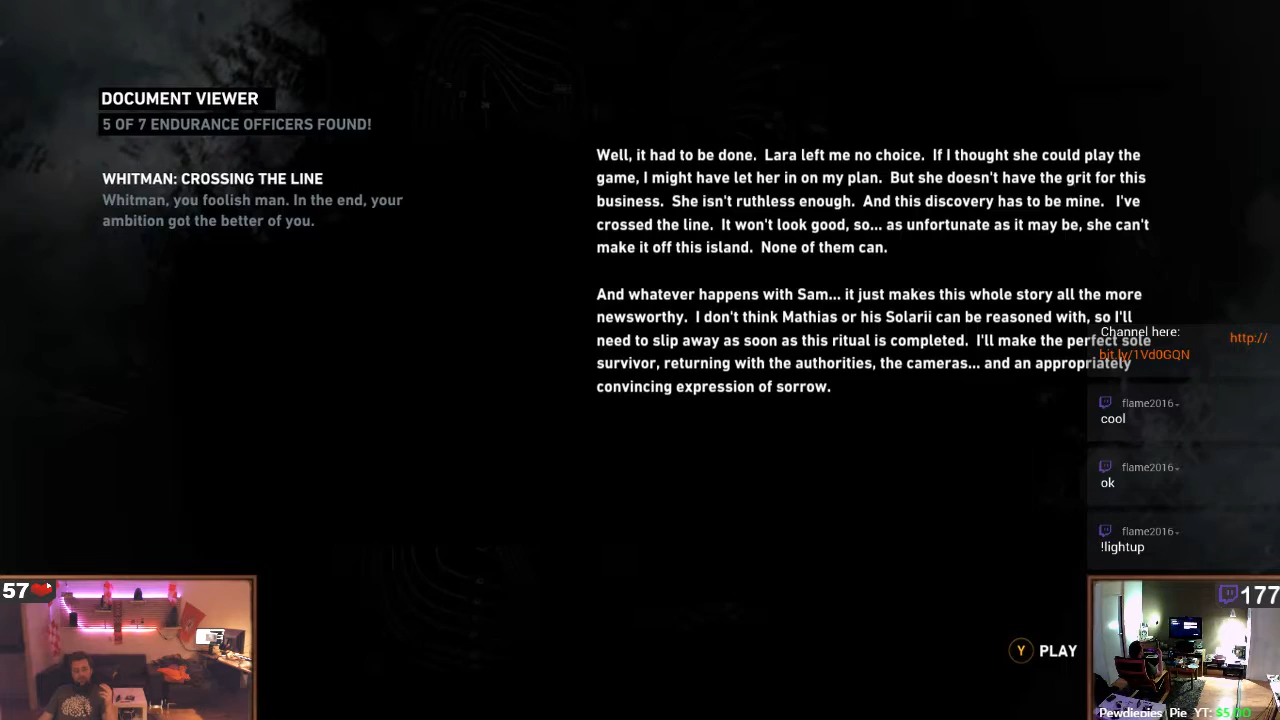 DOCUMENT VIEWER
5 OF 7 ENDURANCE OFFICERS FOUND!
WHITMAN: CROSSING THE LINE
Whitman, you foolish man. In the end, your
ambition got the better of you.
Well, it had to be done. Lara left me no choice. If I thought she could play the
game, I might have let her in on my plan. But she doesn't have the grit for this
business. She isn't ruthless enough. And this discovery has to be mine. I've
crossed the line. It won't look good, so... as unfortunate as it may be, she can't
make it off this island. None of them can.
And whatever happens with Sam... it just makes this whole story all the more
newsworthy. I don't think Mathias or his Solarii can be reasoned with, so I'll
need to slip away as soon as this ritual is completed. I'll make the perfect sole
survivor, returning with the authorities, the cameras... and an appropriately
convincing expression of sorrow.
Channel here: http://
bit.ly/1Vd0GQN
flame2016
cool
flame2016
ok
flame2016
!lightup
57
177
Y PLAY
Pewdiepies_Pie_YT: $5.00